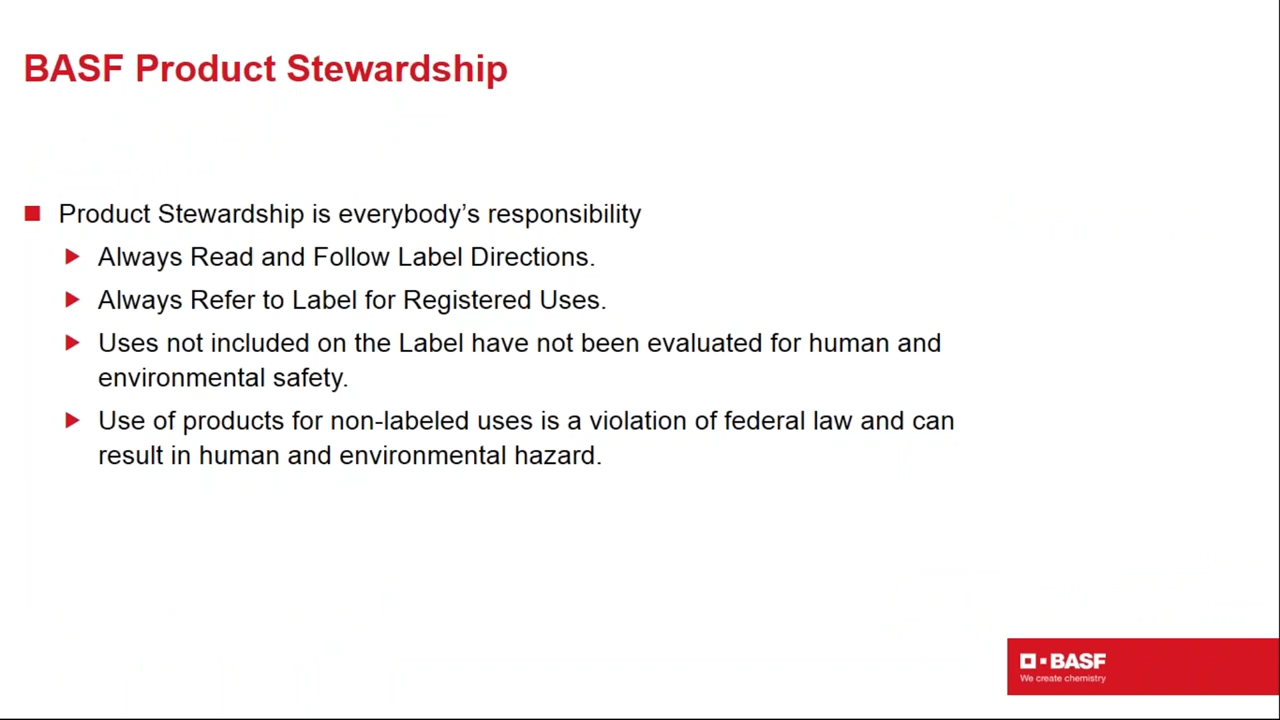 BASF Product Stewardship
Product Stewardship is everybody’s responsibility
Always Read and Follow Label Directions.
Always Refer to Label for Registered Uses.
Uses not included on the Label have not been evaluated for human and
environmental safety.
Use of products for non-labeled uses is a violation of federal law and can
result in human and environmental hazard.
BASF
We create chemistry